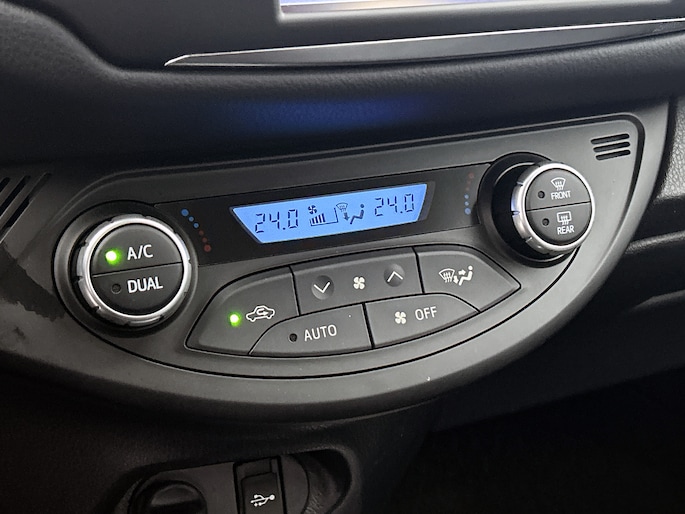 A/C
DUAL
24.0 24.0
FRONT
REAR
AUTO
OFF